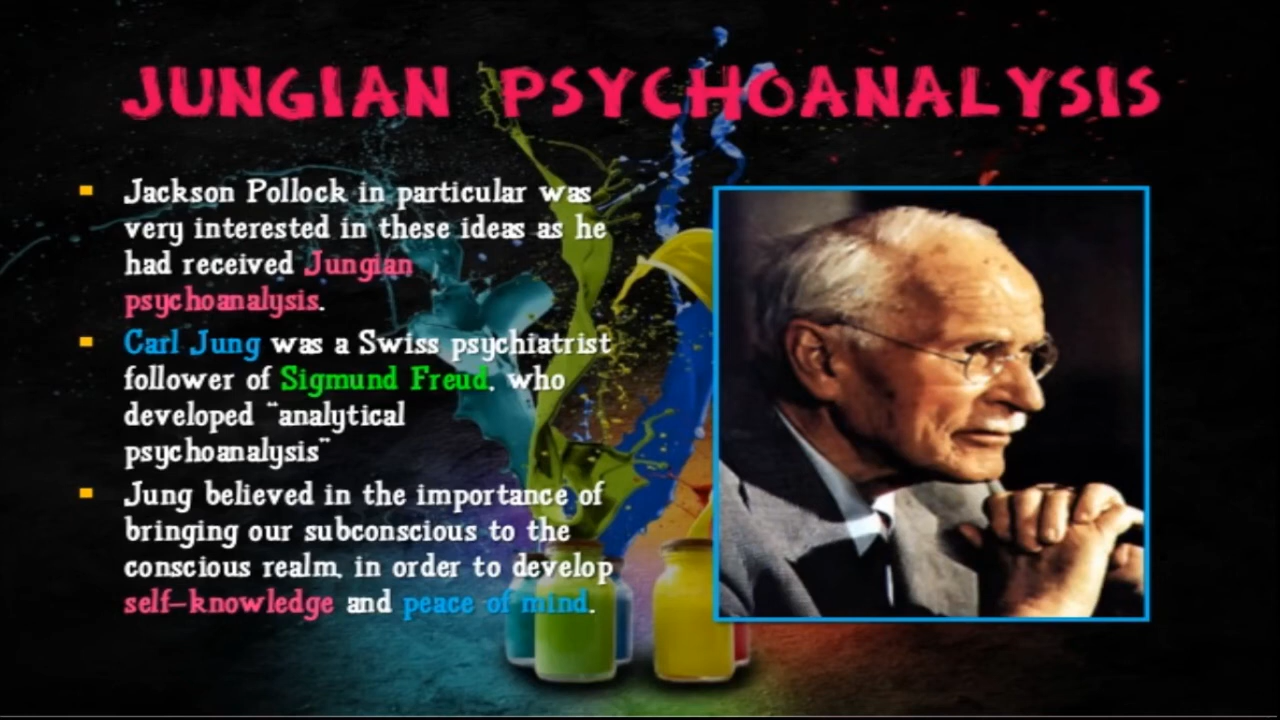 JUNGIAN PSYCHOANALYSIS
Jackson Pollock in particular was
very interested in these ideas as he
had received Jungian
psychoanalysis.
Carl Jung was a Swiss psychiatrist
follower of Sigmund Freud, who
developed "analytical
psychoanalysis"
Jung believed in the importance of
bringing our subconscious to the
conscious realm, in order to develop
self-knowledge and peace of mind.